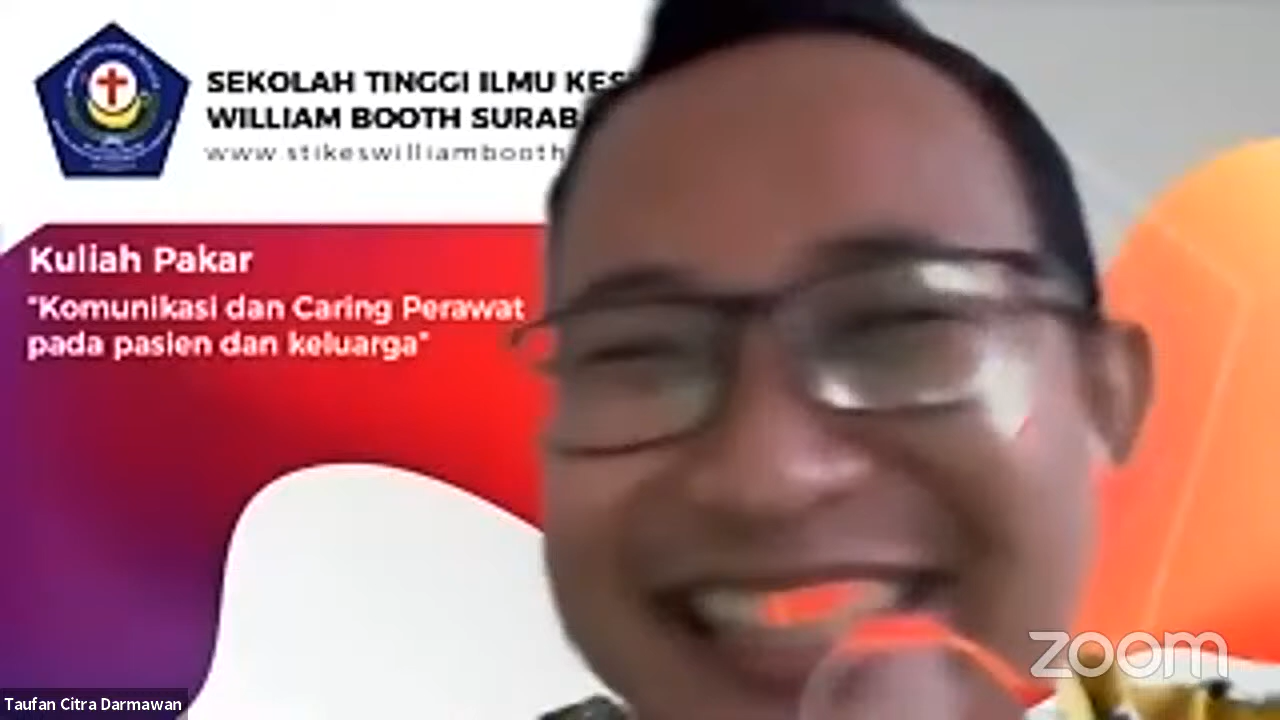 SEKOLAH TINGGI ILMU KES
WILLIAM BOOTH SURABA
www.stikeswilliambooth
Kuliah Pakar
"Komunikasi dan Caring Perawat
pada pasien dan keluarga"
zoom
Taufan Citra Darmawan